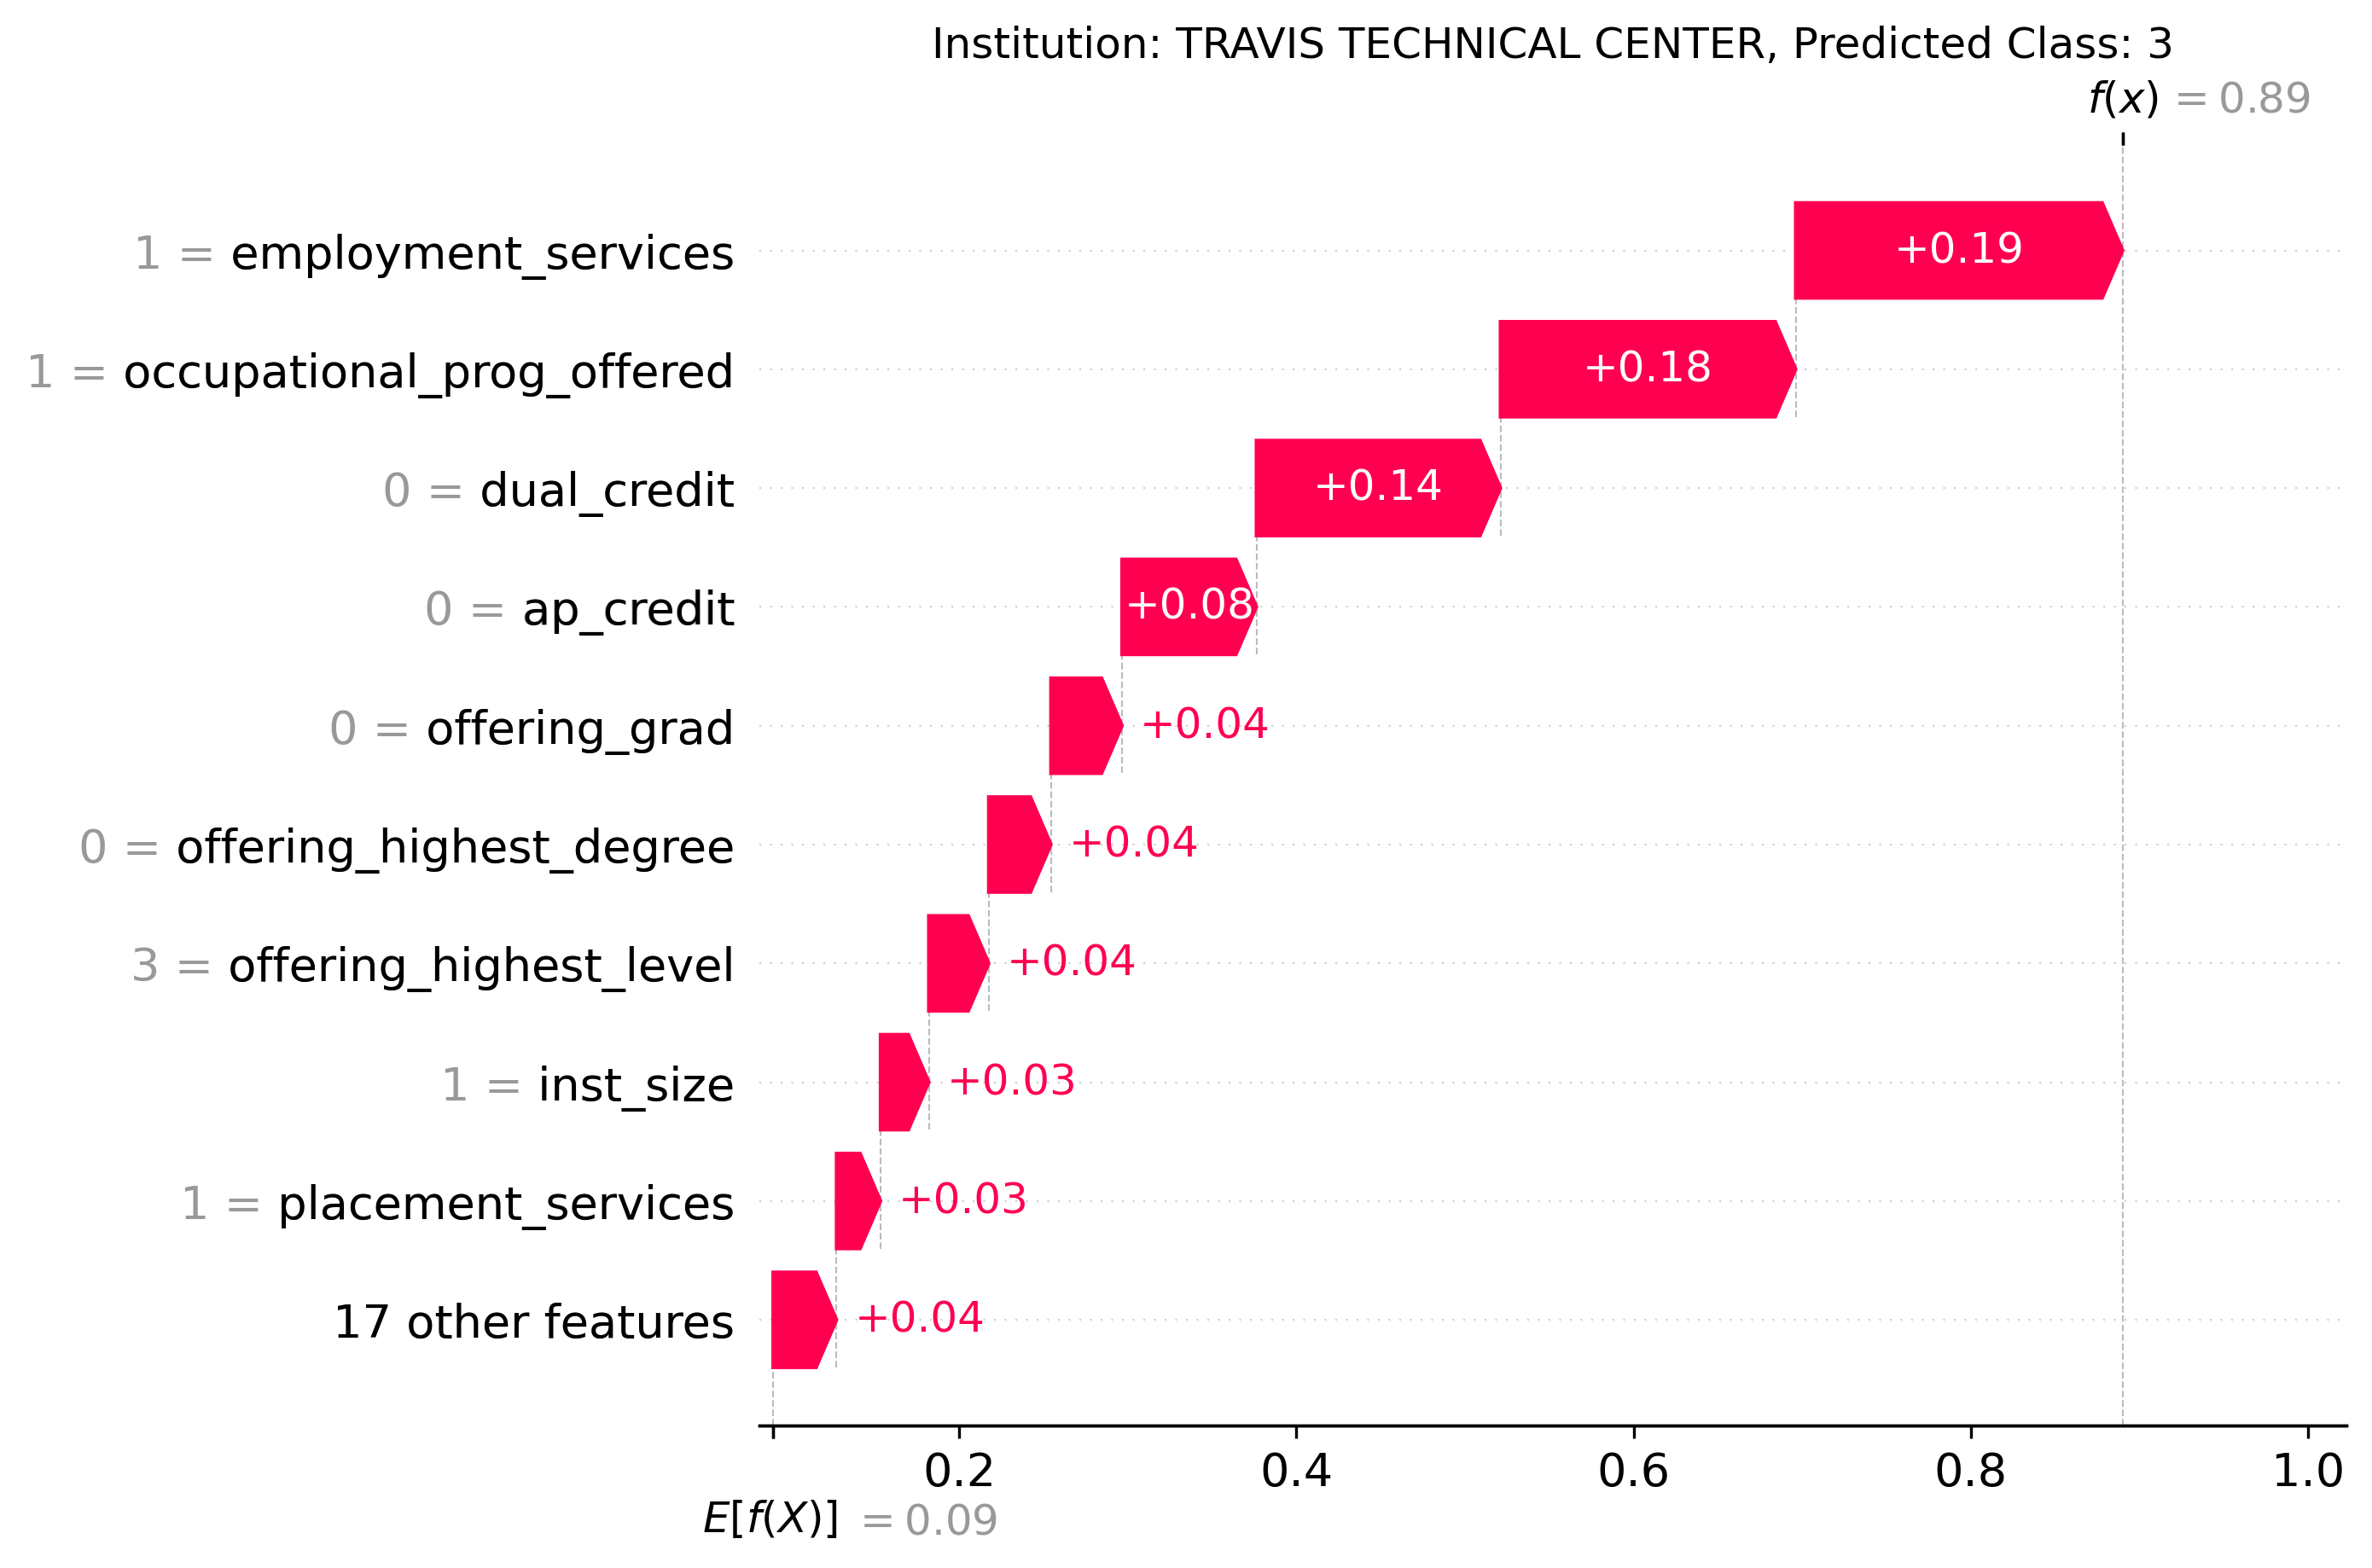 Institution: TRAVIS TECHNICAL CENTER, Predicted Class: 3
f(x) = 0.89
1 = employment_services +0.19
1 = occupational_prog_offered +0.18
0 = dual_credit +0.14
0 = ap_credit +0.08
0 = offering_grad +0.04
0 = offering_highest_degree +0.04
3 = offering_highest_level +0.04
1 = inst_size +0.03
1 = placement_services +0.03
17 other features +0.04
0.2 0.4 0.6 0.8 1.0
E[f(X)] = 0.09